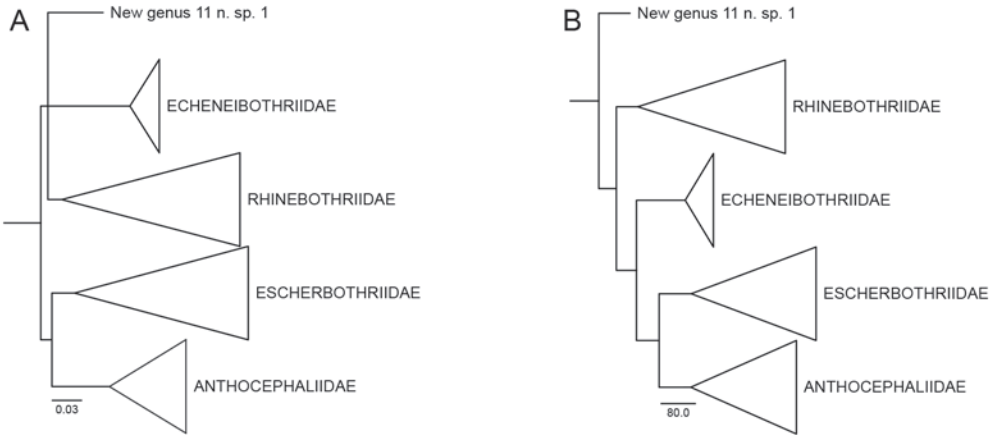 A
New genus 11 n. sp. 1
ECHENEIBOTHRIIDAE
RHINEBOTHRIIDAE
ESCHERBOTHRIIDAE
ANTHOCEPHALIIDAE
0.03
B
New genus 11 n. sp. 1
RHINEBOTHRIIDAE
ECHENEIBOTHRIIDAE
ESCHERBOTHRIIDAE
ANTHOCEPHALIIDAE
80.0